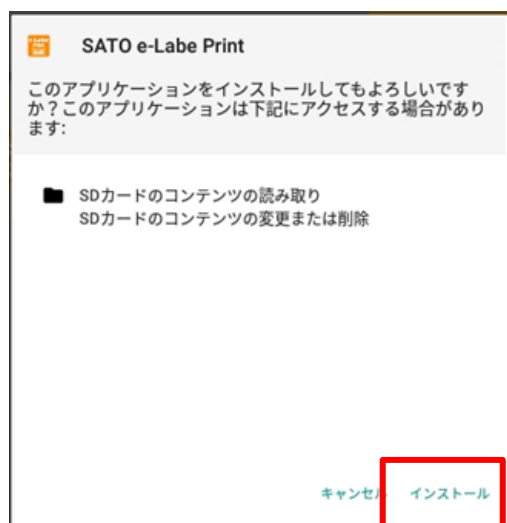 SATO e-Labe Print
このアプリケーションをインストールしてもよろしいです
か？このアプリケーションは下記にアクセスする場合があり
ます:
SDカードのコンテンツの読み取り
SDカードのコンテンツの変更または削除
キャンセル インストール